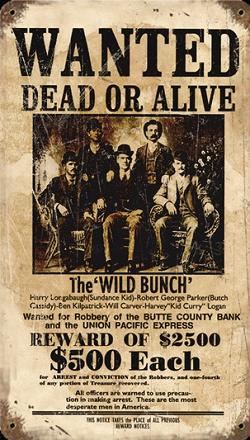 WANTED
DEAD OR ALIVE
The 'WILD BUNCH'
Harry Longabaugh(Sundance Kid)-Robert George Parker(Butch
Cassidy)-Ben Kilpatrick-Will Carver-Harvey"Kid Curry" Logan
Wanted for Robbery of the BUTTE COUNTY BANK
and the UNION PACIFIC EXPRESS
REWARD OF $2500
$500 Each
for ARREST and CONVICTION of the Robbers, and one-fourth
of any portion of Treasure recovered.
All officers are warned to use precau-
tion in making arrest. These are the most
desperate men in America.
THIS NOTICE TAKES the PLACE of ALL PREVIOUS
REWARD NOTICES.